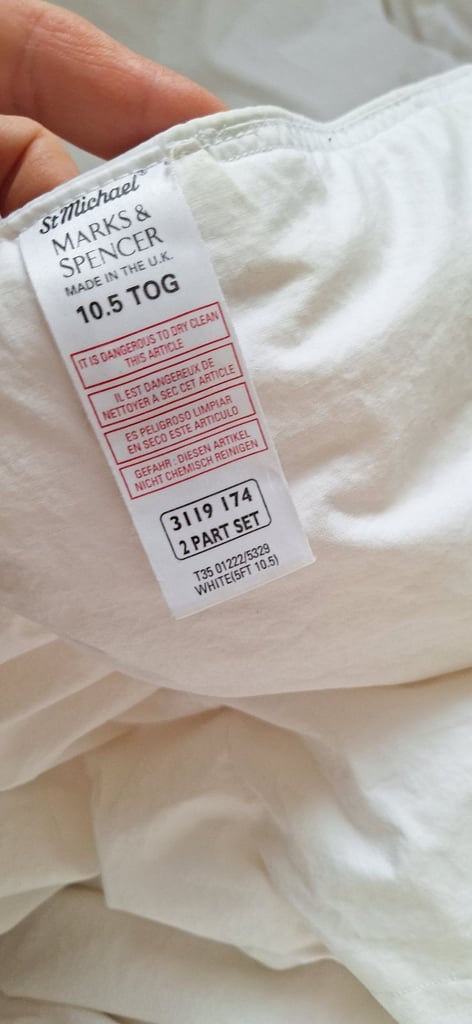 St Michael®
MARKS &
SPENCER
MADE IN THE U.K.
10.5 TOG
IT IS DANGEROUS TO DRY CLEAN
THIS ARTICLE
IL EST DANGEREUX DE
NETTOYER A SEC CET ARTICLE
ES PELIGROSO LIMPIAR
EN SECO ESTE ARTICULO
GEFAHR : DIESEN ARTIKEL
NICHT CHEMISCH REINIGEN
3119 174
2 PART SET
T35 01222/5329
WHITE(5FT 10.5)